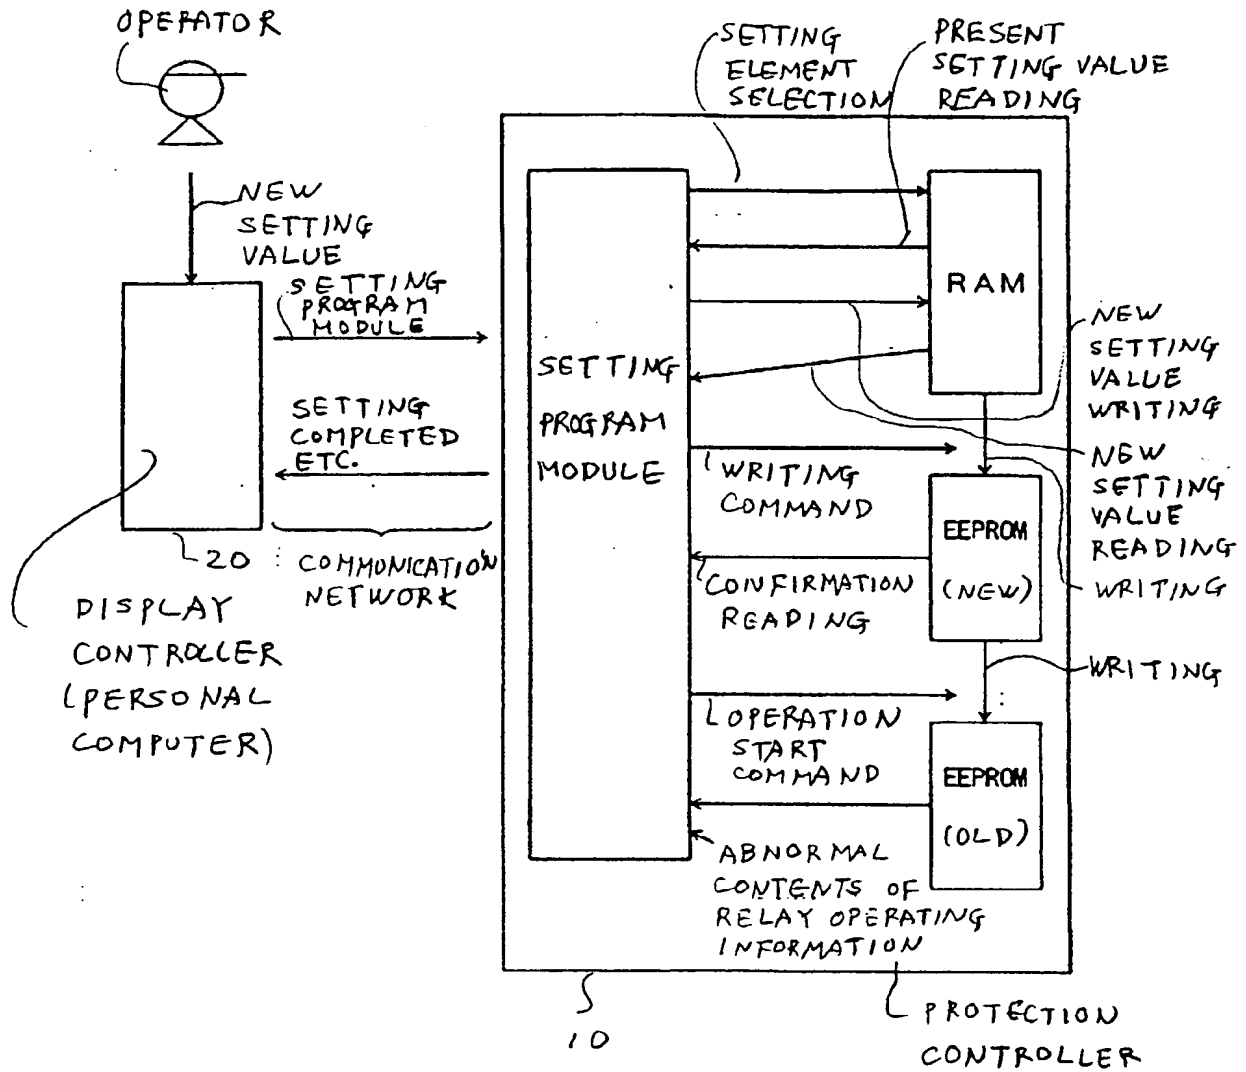 OPERATOR
NEW
SETTING
VALUE
SETTING
PROGRAM
MODULE
SETTING
COMPLETED
ETC.
20
COMMUNICATION
NETWORK
DISPLAY
CONTROLLER
(PERSONAL
COMPUTER)
SETTING
ELEMENT
SELECTION
PRESENT
SETTING VALUE
READING
SETTING
PROGRAM
MODULE
RAM
NEW
SETTING
VALUE
WRITING
NEW
SETTING
VALUE
READING
WRITING
COMMAND
EEPROM
(NEW)
CONFIRMATION
READING
WRITING
WRITING
OPERATION
START
COMMAND
EEPROM
(OLD)
ABNORMAL
CONTENTS OF
RELAY OPERATING
INFORMATION
10
PROTECTION
CONTROLLER